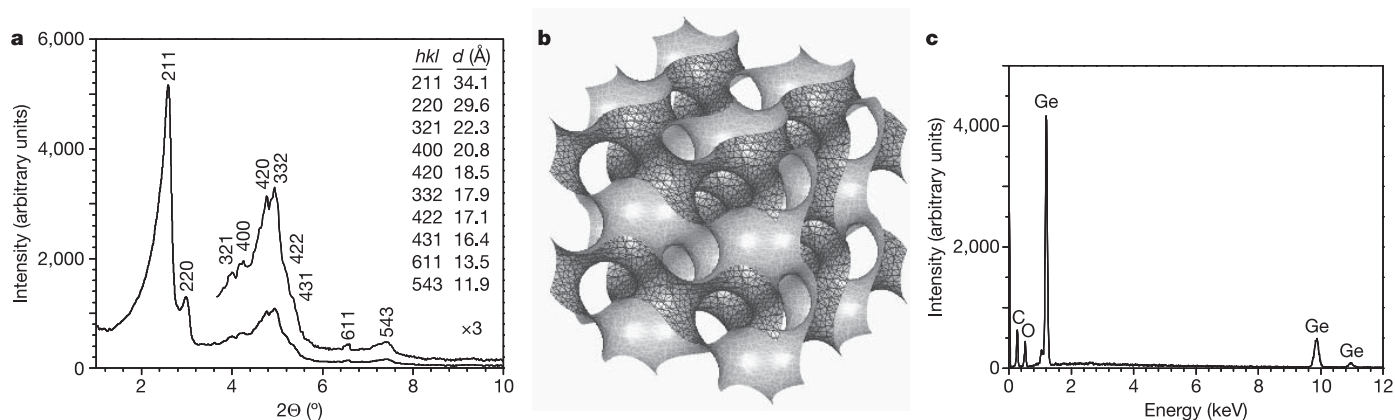 a
6,000
4,000
2,000
0
Intensity (arbitrary units)
211
220
321
400
420
332
422
431
611
543
hkl d (Å)
211 34.1
220 29.6
321 22.3
400 20.8
420 18.5
332 17.9
422 17.1
431 16.4
611 13.5
543 11.9
×3
2 4 6 8 10
2Θ (º)
b
c
4,000
2,000
0
Intensity (arbitrary units)
C
O
Ge
Ge
Ge
0 2 4 6 8 10 12
Energy (keV)